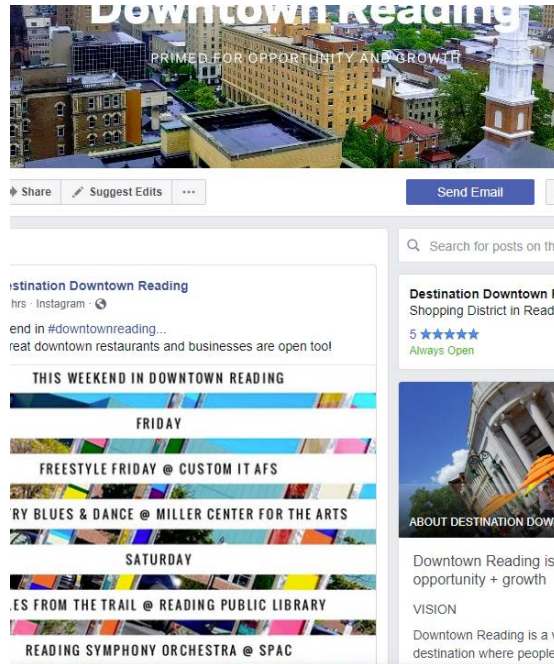 Downtown Reading
PRIMED FOR OPPORTUNITY AND GROWTH
Share Suggest Edits ...
Send Email
Search for posts on th
estination Downtown Reading
hrs · Instagram ·
end in #downtownreading...
reat downtown restaurants and businesses are open too!
THIS WEEKEND IN DOWNTOWN READING
FRIDAY
FREESTYLE FRIDAY @ CUSTOM IT AFS
RY BLUES & DANCE @ MILLER CENTER FOR THE ARTS
SATURDAY
ES FROM THE TRAIL @ READING PUBLIC LIBRARY
READING SYMPHONY ORCHESTRA @ SPAC
Destination Downtown
Shopping District in Read
5 ★★★★★
Always Open
ABOUT DESTINATION DOW
Downtown Reading is
opportunity + growth
VISION
Downtown Reading is a v
destination where people